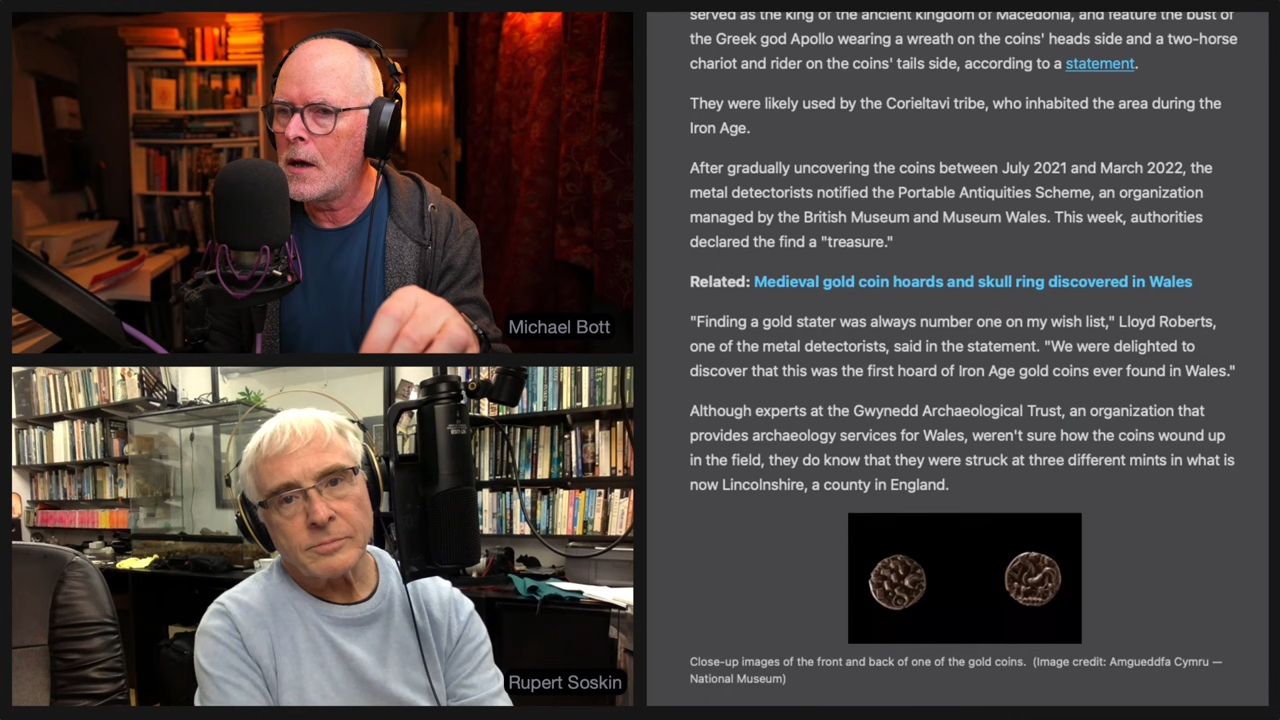 Michael Bott
Rupert Soskin
served as the king of the ancient kingdom of Macedonia, and feature the bust of
the Greek god Apollo wearing a wreath on the coins' heads side and a two-horse
chariot and rider on the coins' tails side, according to a statement.
They were likely used by the Corieltavi tribe, who inhabited the area during the
Iron Age.
After gradually uncovering the coins between July 2021 and March 2022, the
metal detectorists notified the Portable Antiquities Scheme, an organization
managed by the British Museum and Museum Wales. This week, authorities
declared the find a "treasure."
Related: Medieval gold coin hoards and skull ring discovered in Wales
"Finding a gold stater was always number one on my wish list," Lloyd Roberts,
one of the metal detectorists, said in the statement. "We were delighted to
discover that this was the first hoard of Iron Age gold coins ever found in Wales."
Although experts at the Gwynedd Archaeological Trust, an organization that
provides archaeology services for Wales, weren't sure how the coins wound up
in the field, they do know that they were struck at three different mints in what is
now Lincolnshire, a county in England.
Close-up images of the front and back of one of the gold coins. (Image credit: Amgueddfa Cymru —
National Museum)